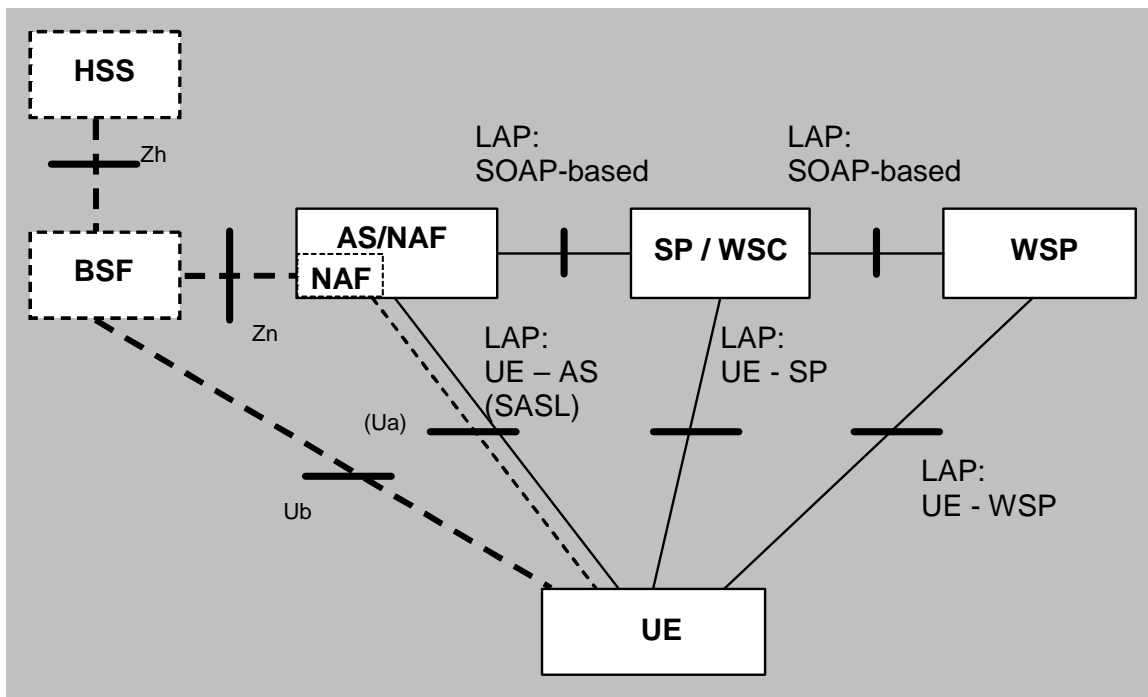 HSS
Zh
LAP:
SOAP-based
LAP:
SOAP-based
BSF
AS/NAF
NAF
SP / WSC
WSP
Zn
LAP:
UE – AS
(SASL)
LAP:
UE - SP
(Ua)
LAP:
UE - WSP
Ub
UE